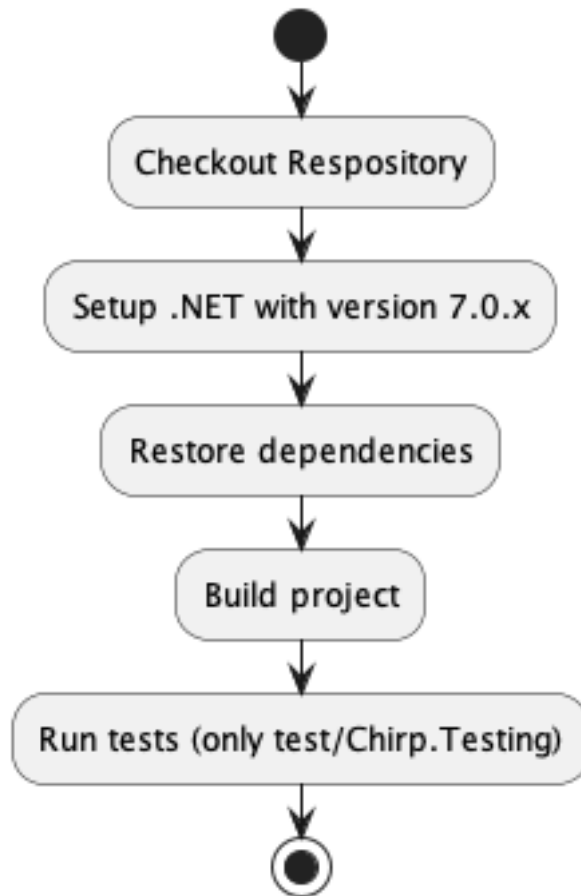 Checkout Respository
Setup .NET with version 7.0.x
Restore dependencies
Build project
Run tests (only test/Chirp.Testing)